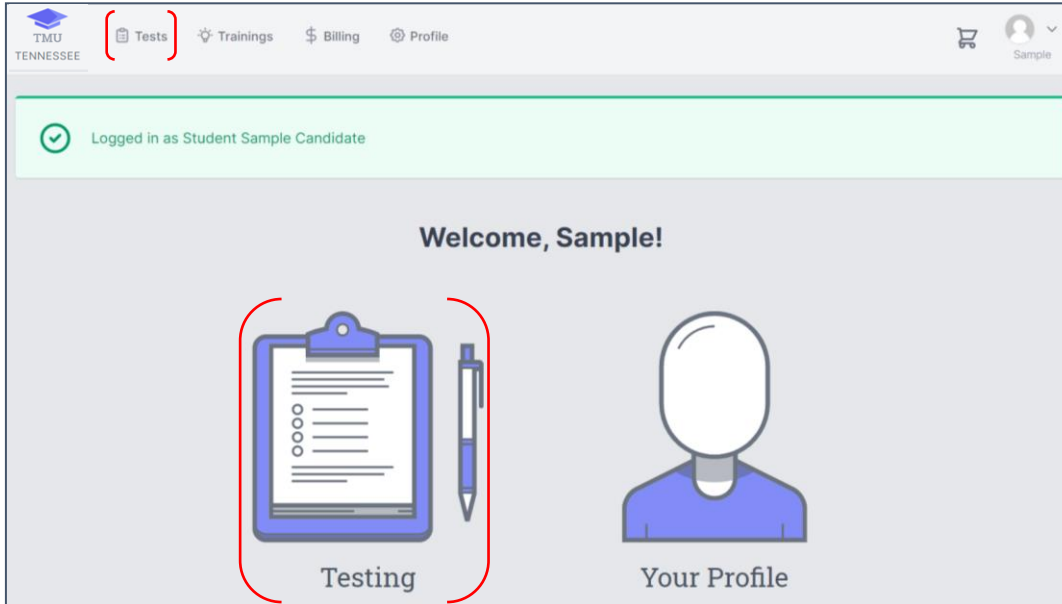 TMU
TENNESSEE
Tests Trainings $ Billing Profile
Sample
Logged in as Student Sample Candidate
Welcome, Sample!
Testing Your Profile